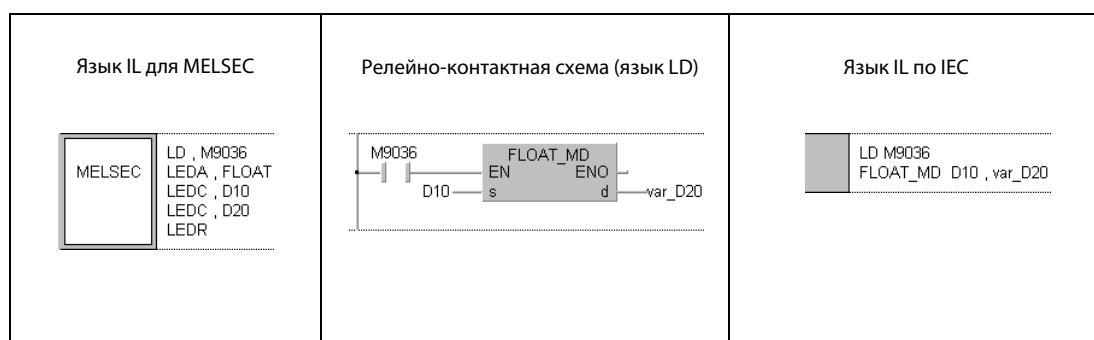 Язык IL для MELSEC
MELSEC
LD , M9036
LEDA , FLOAT
LEDC , D10
LEDC , D20
LEDR
Релейно-контактная схема (язык LD)
M9036
FLOAT_MD
EN ENO
D10 s d var_D20
Язык IL по IEC
LD M9036
FLOAT_MD D10 , var_D20